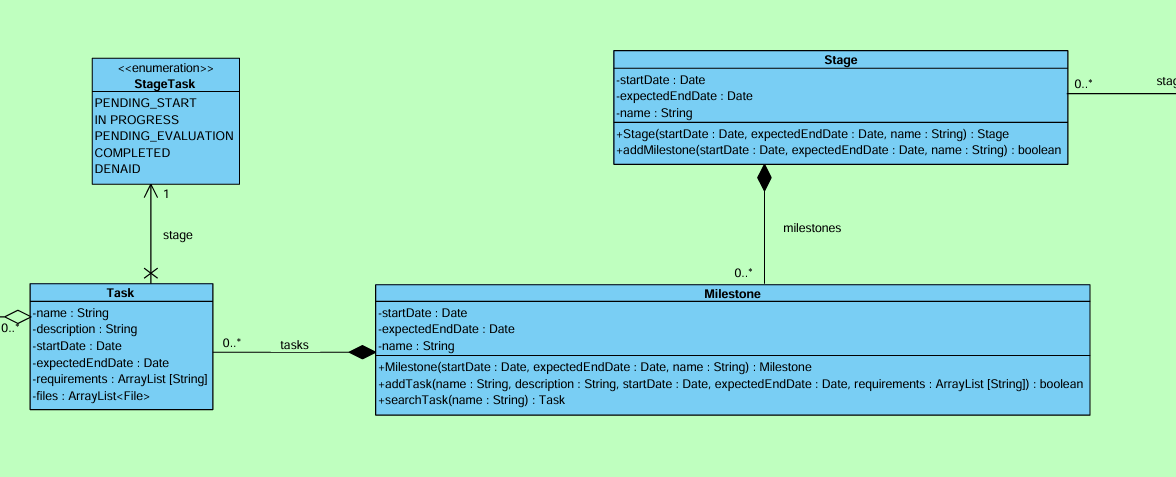 <<enumeration>>
StageTask
PENDING_START
IN PROGRESS
PENDING_EVALUATION
COMPLETED
DENAID
1
stage
Task
-name : String
-description : String
-startDate : Date
-expectedEndDate : Date
-requirements : ArrayList [String]
-files : ArrayList<File>
0..*
0..*
tasks
Stage
-startDate : Date
-expectedEndDate : Date
-name : String
+Stage(startDate : Date, expectedEndDate : Date, name : String) : Stage
+addMilestone(startDate : Date, expectedEndDate : Date, name : String) : boolean
0..*
milestones
0..*
Milestone
-startDate : Date
-expectedEndDate : Date
-name : String
+Milestone(startDate : Date, expectedEndDate : Date, name : String) : Milestone
+addTask(name : String, description : String, startDate : Date, expectedEndDate : Date, requirements : ArrayList [String]) : boolean
+searchTask(name : String) : Task